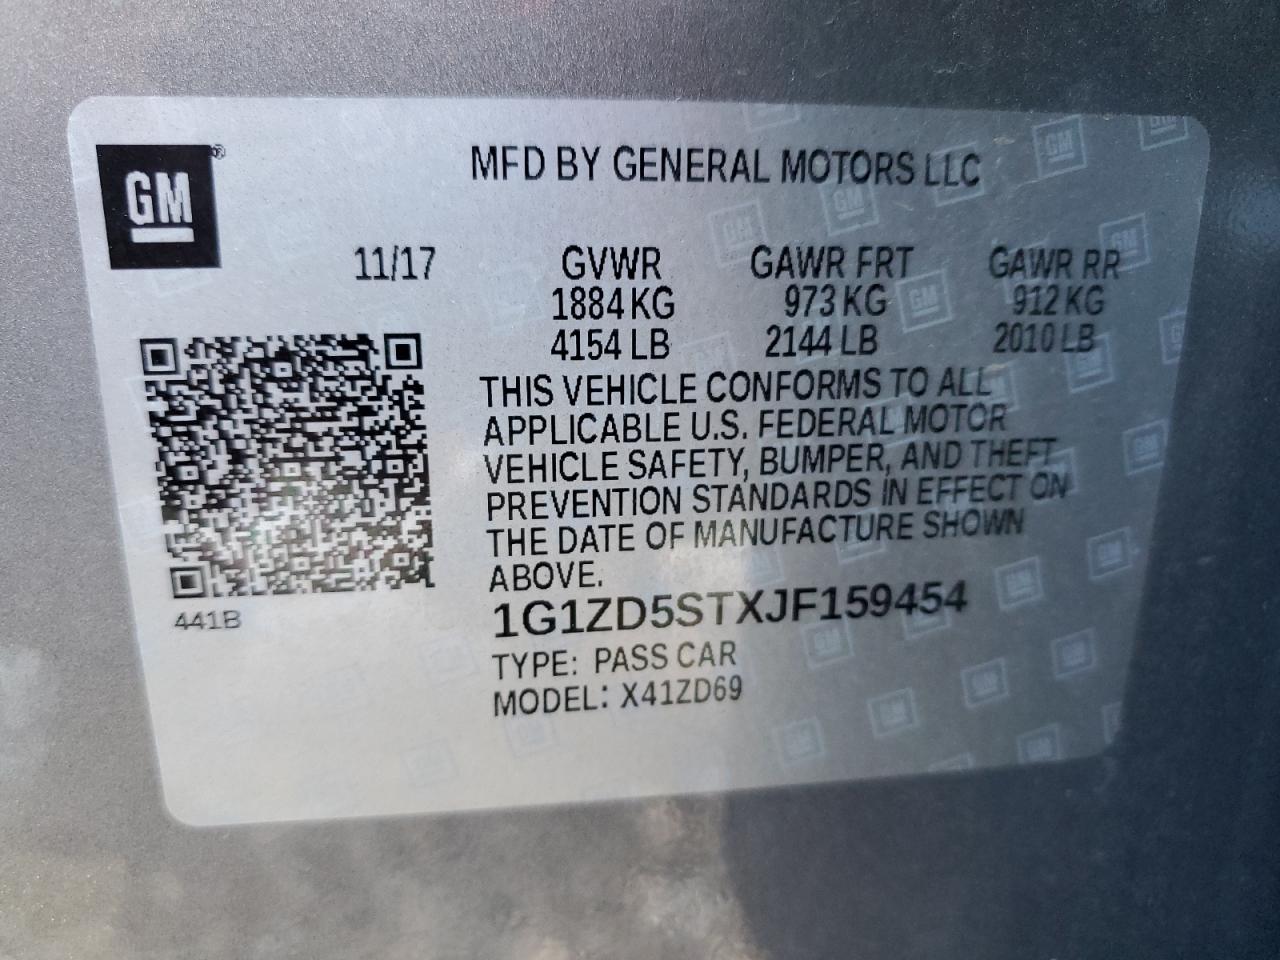 GM®
MFD BY GENERAL MOTORS LLC
11/17 GVWR GAWR FRT GAWR RR
1884 KG 973 KG 912 KG
4154 LB 2144 LB 2010 LB
THIS VEHICLE CONFORMS TO ALL
APPLICABLE U.S. FEDERAL MOTOR
VEHICLE SAFETY, BUMPER, AND THEFT
PREVENTION STANDARDS IN EFFECT ON
THE DATE OF MANUFACTURE SHOWN
ABOVE.
1G1ZD5STXJF159454
441B
TYPE: PASS CAR
MODEL: X41ZD69